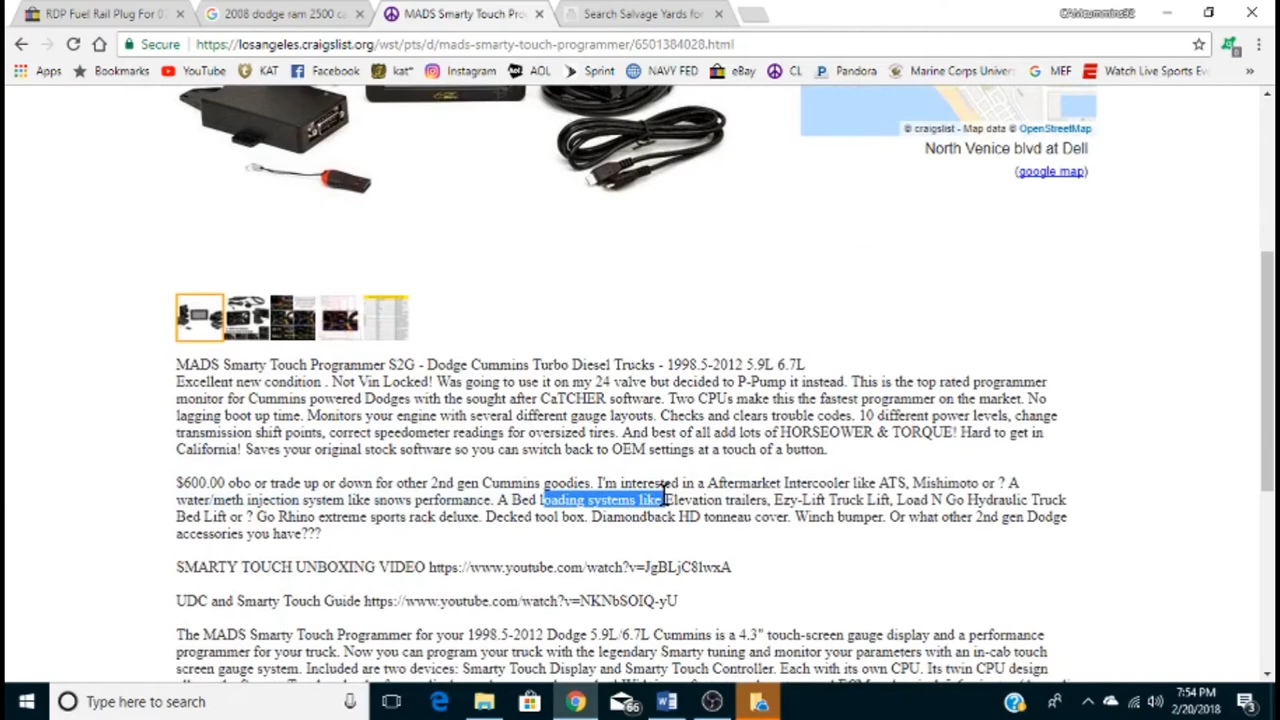 RDP Fuel Rail Plug For 0
2008 dodge ram 2500 ca
MADS Smarty Touch Pro
Search Salvage Yards for
CAMcummins92
Secure
https://losangeles.craigslist.org/wst/pts/d/mads-smarty-touch-programmer/6501384028.html
Apps Bookmarks YouTube KAT Facebook kat* Instagram AOL Sprint NAVY FED eBay CL Pandora Marine Corps Univer MEF Watch Live Sports Ev »
© craigslist - Map data © OpenStreetMap
North Venice blvd at Dell
(google map)
MADS Smarty Touch Programmer S2G - Dodge Cummins Turbo Diesel Trucks - 1998.5-2012 5.9L 6.7L
Excellent new condition . Not Vin Locked! Was going to use it on my 24 valve but decided to P-Pump it instead. This is the top rated programmer
monitor for Cummins powered Dodges with the sought after CaTCHER software. Two CPUs make this the fastest programmer on the market. No
lagging boot up time. Monitors your engine with several different gauge layouts. Checks and clears trouble codes. 10 different power levels, change
transmission shift points, correct speedometer readings for oversized tires. And best of all add lots of HORSEOWER & TORQUE! Hard to get in
California! Saves your original stock software so you can switch back to OEM settings at a touch of a button.
$600.00 obo or trade up or down for other 2nd gen Cummins goodies. I'm interested in a Aftermarket Intercooler like ATS, Mishimoto or ? A
water/meth injection system like snows performance. A Bed loading systems like Elevation trailers, Ezy-Lift Truck Lift, Load N Go Hydraulic Truck
Bed Lift or ? Go Rhino extreme sports rack deluxe. Decked tool box. Diamondback HD tonneau cover. Winch bumper. Or what other 2nd gen Dodge
accessories you have???
SMARTY TOUCH UNBOXING VIDEO https://www.youtube.com/watch?v=JgBLjC8lwxA
UDC and Smarty Touch Guide https://www.youtube.com/watch?v=NKNbSOIQ-yU
The MADS Smarty Touch Programmer for your 1998.5-2012 Dodge 5.9L/6.7L Cummins is a 4.3" touch-screen gauge display and a performance
programmer for your truck. Now you can program your truck with the legendary Smarty tuning and monitor your parameters with an in-cab touch
screen gauge system. Included are two devices: Smarty Touch Display and Smarty Touch Controller. Each with its own CPU. Its twin CPU design
Type here to search
66
7:54 PM
2/20/2018
3